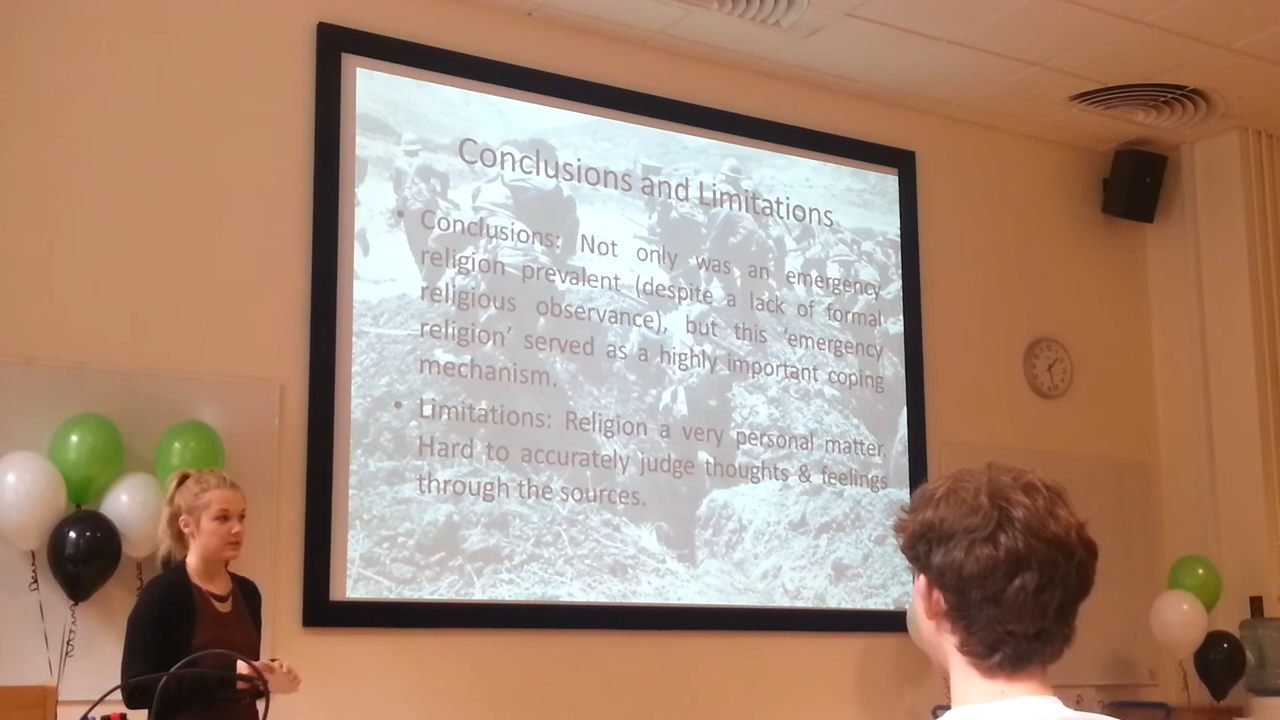 Conclusions and Limitations
• Conclusions: Not only was an emergency
religion prevalent (despite a lack of formal
religious observance), but this ‘emergency
religion’ served as a highly important coping
mechanism.
• Limitations: Religion a very personal matter.
Hard to accurately judge thoughts & feelings
through the sources.